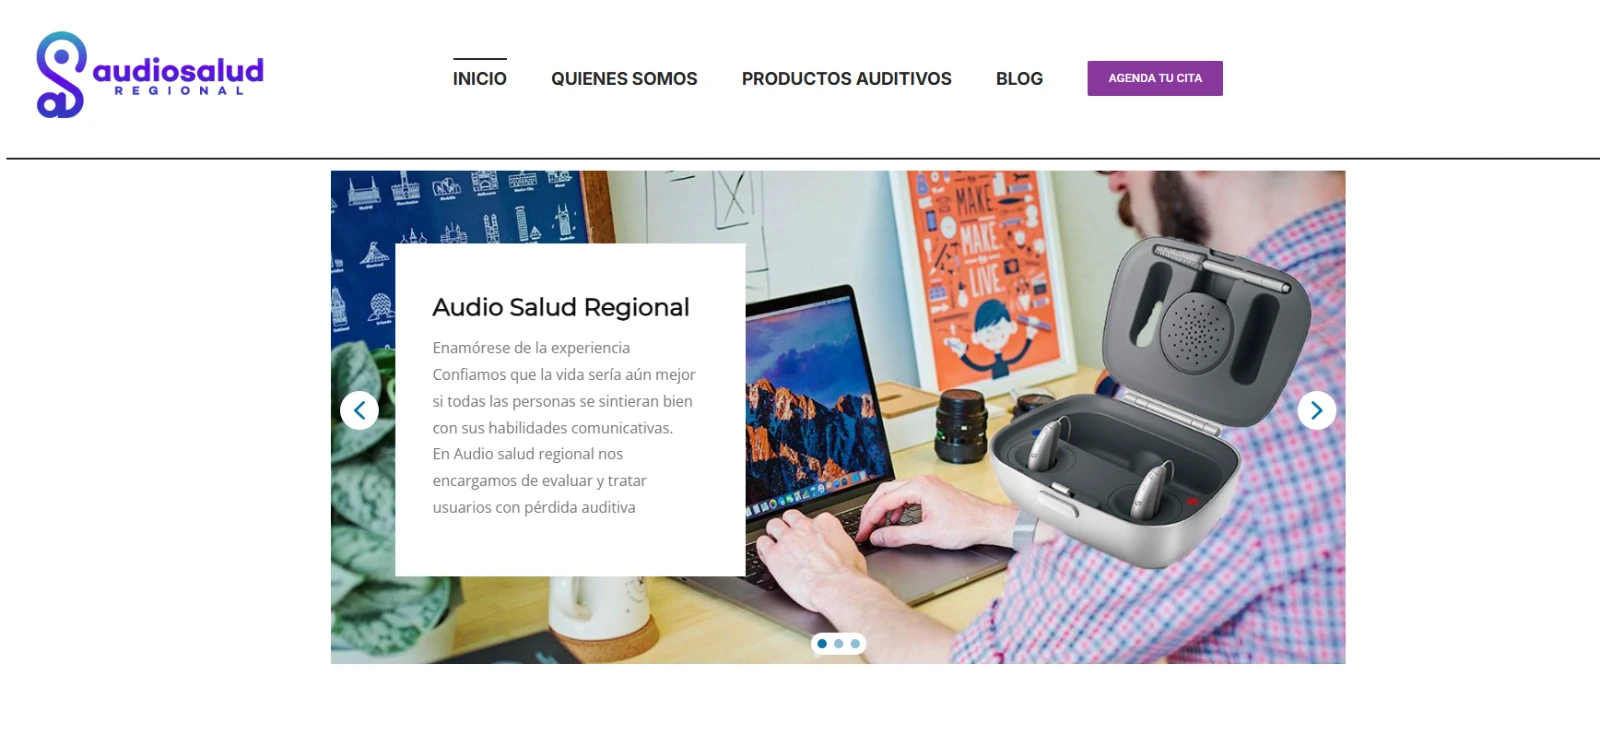 audiosalud
REGIONAL
INICIO
QUIENES SOMOS
PRODUCTOS AUDITIVOS
BLOG
AGENDA TU CITA
MAKE
MAKE.
to
LIVE.
Audio Salud Regional
Enamórese de la experiencia
Confiamos que la vida sería aún mejor
si todas las personas se sintieran bien
con sus habilidades comunicativas.
En Audio salud regional nos
encargamos de evaluar y tratar
usuarios con pérdida auditiva